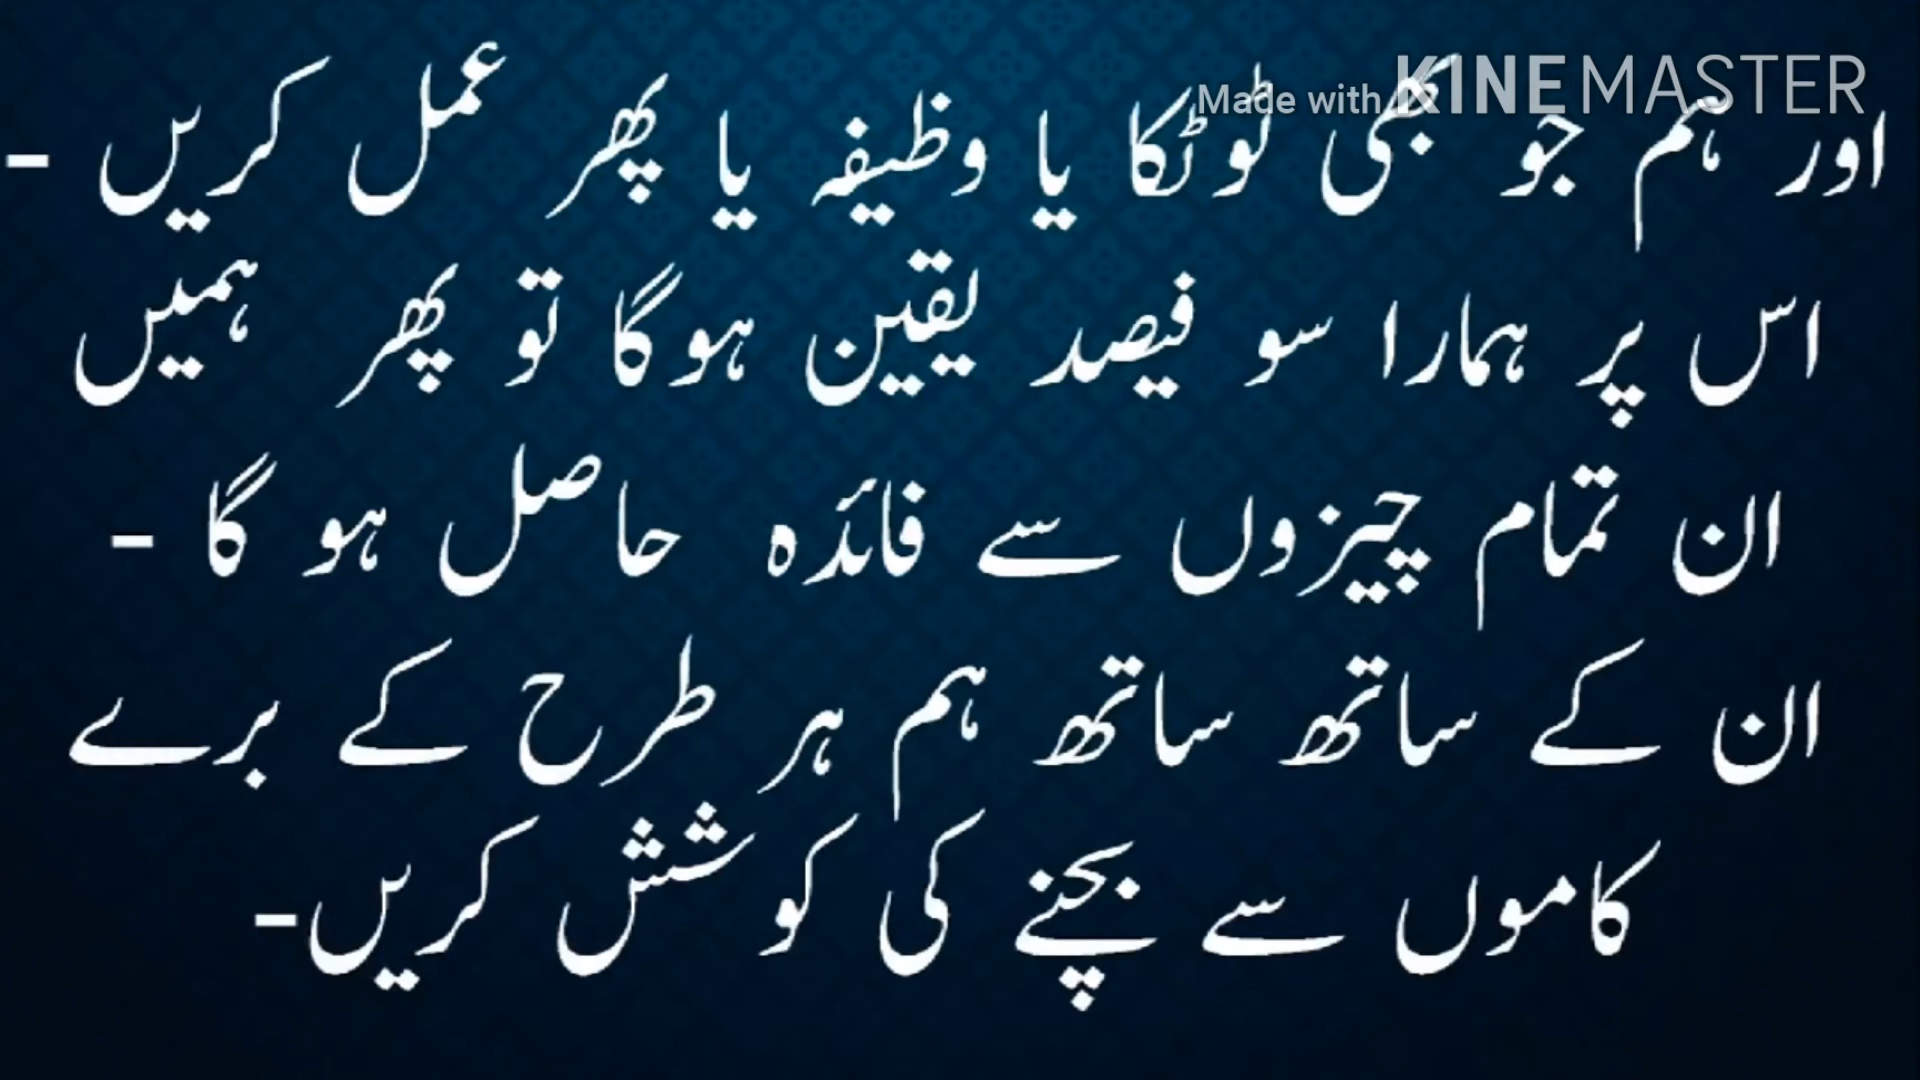 Made with KINEMASTER
اور ہم جو بھی ٹوٹکا یا وظیفہ یا پھر عمل کریں -
اس پر ہمارا سو فیصد یقین ہوگا تو پھر ہمیں
ان تمام چیزوں سے فائدہ حاصل ہو گا -
ان کے ساتھ ساتھ ہم ہر طرح کے برے
کاموں سے بچنے کی کوشش کریں-